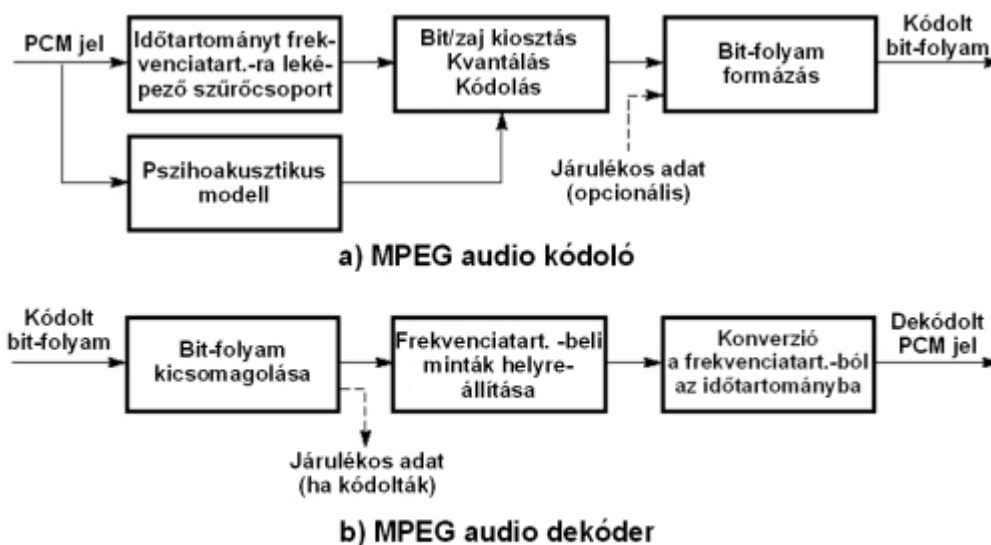 PCM jel
Időtartományt frek-
venciatart.-ra leké-
pező szűrőcsoport
Bit/zaj kiosztás
Kvantálás
Kódolás
Bit-folyam
formázás
Kódolt
bit-folyam
Pszihoakusztikus
modell
Járulékos adat
(opcionális)
a) MPEG audio kódoló
Kódolt
bit-folyam
Bit-folyam
kicsomagolása
Frekvenciatart. -beli
minták helyre-
állítása
Konverzió
a frekvenciatart.-ból
az időtartományba
Dekódolt
PCM jel
Járulékos adat
(ha kódolták)
b) MPEG audio dekóder